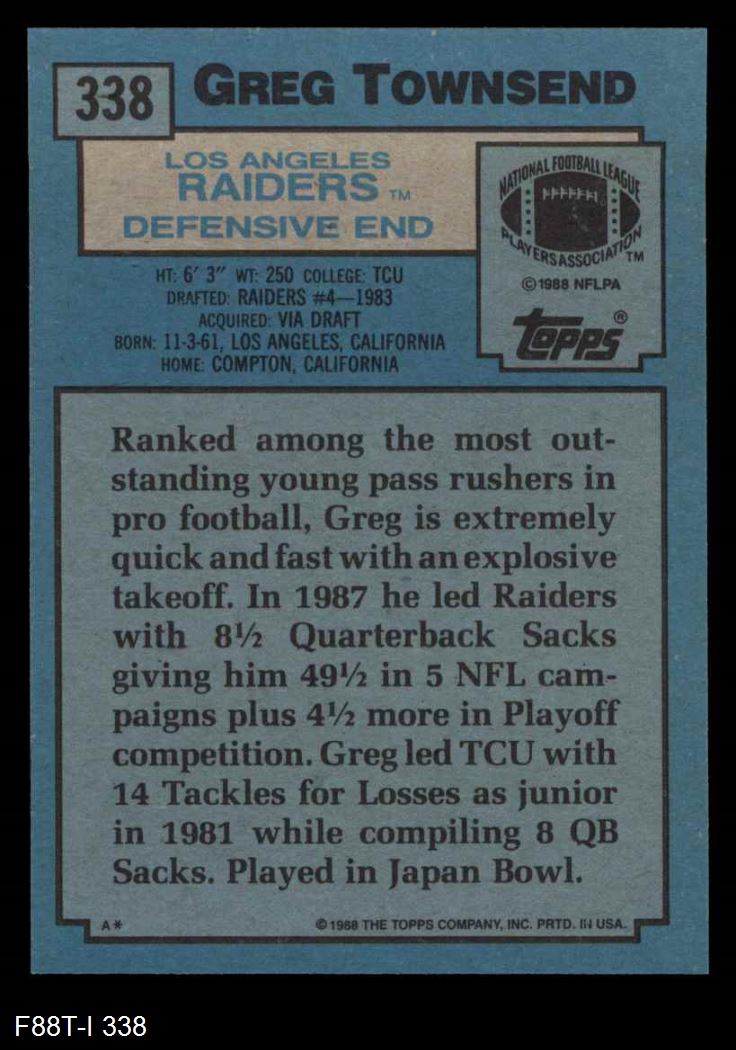 338
GREG TOWNSEND
LOS ANGELES
RAIDERS TM
DEFENSIVE END
NATIONAL FOOTBALL LEAGUE
PLAYERS ASSOCIATION TM
©1988 NFLPA
TOPPS®
HT: 6' 3" WT: 250 COLLEGE: TCU
DRAFTED: RAIDERS #4—1983
ACQUIRED: VIA DRAFT
BORN: 11-3-61, LOS ANGELES, CALIFORNIA
HOME: COMPTON, CALIFORNIA
Ranked among the most out-
standing young pass rushers in
pro football, Greg is extremely
quick and fast with an explosive
takeoff. In 1987 he led Raiders
with 8½ Quarterback Sacks
giving him 49½ in 5 NFL cam-
paigns plus 4½ more in Playoff
competition. Greg led TCU with
14 Tackles for Losses as junior
in 1981 while compiling 8 QB
Sacks. Played in Japan Bowl.
A*
©1988 THE TOPPS COMPANY, INC. PRTD. IN USA.
F88T-I 338